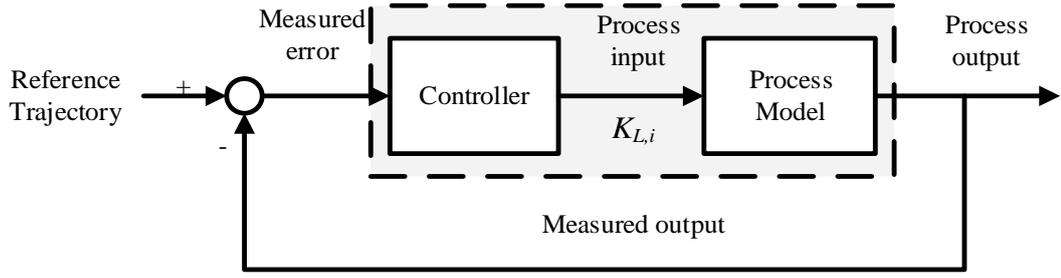 Measured
error
Process
input
Process
output
Reference
Trajectory
+
Controller
Process
Model
K_{L,i}
-
Measured output